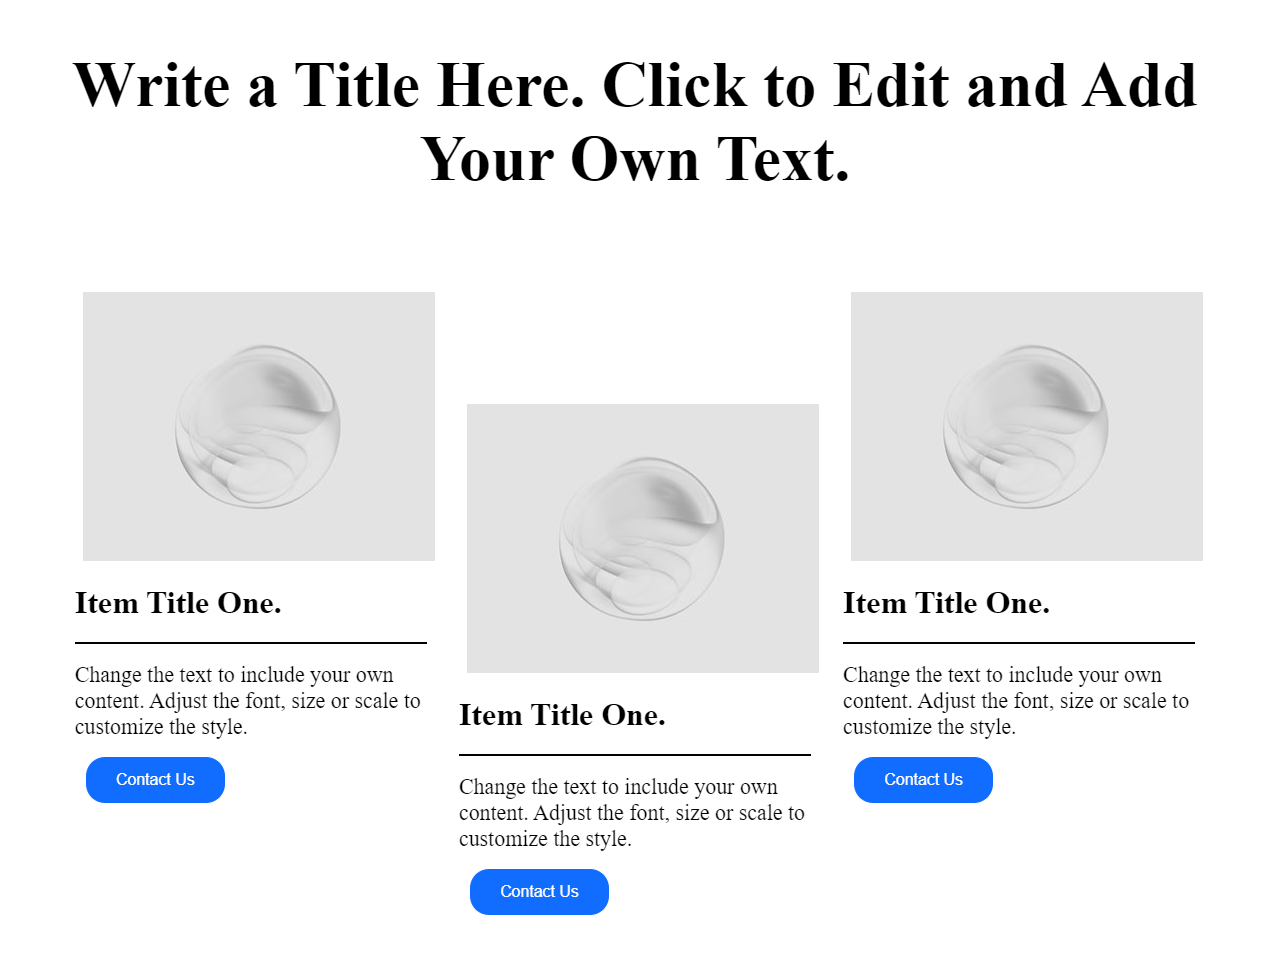 Write a Title Here. Click to Edit and Add
Your Own Text.
Item Title One.
Change the text to include your own
content. Adjust the font, size or scale to
customize the style.
Contact Us
Item Title One.
Change the text to include your own
content. Adjust the font, size or scale to
customize the style.
Contact Us
Item Title One.
Change the text to include your own
content. Adjust the font, size or scale to
customize the style.
Contact Us